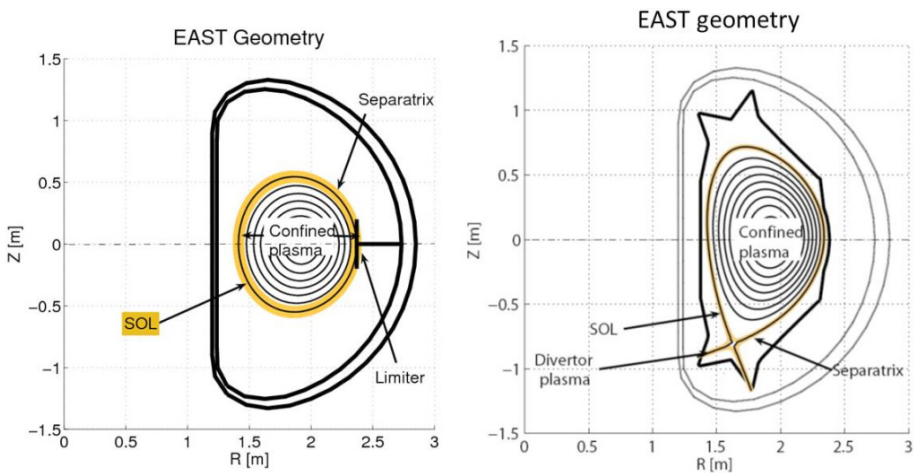 EAST Geometry
1.5
1
0.5
0
−0.5
−1
−1.5
Z [m]
0
0.5
1
1.5
2
2.5
3
R [m]
Separatrix
Confined
plasma
SOL
Limiter
EAST geometry
1.5
1
0.5
0
−0.5
−1
−1.5
Z [m]
0
0.5
1
1.5
2
2.5
3
R [m]
Confined
plasma
SOL
Divertor
plasma
Separatrix